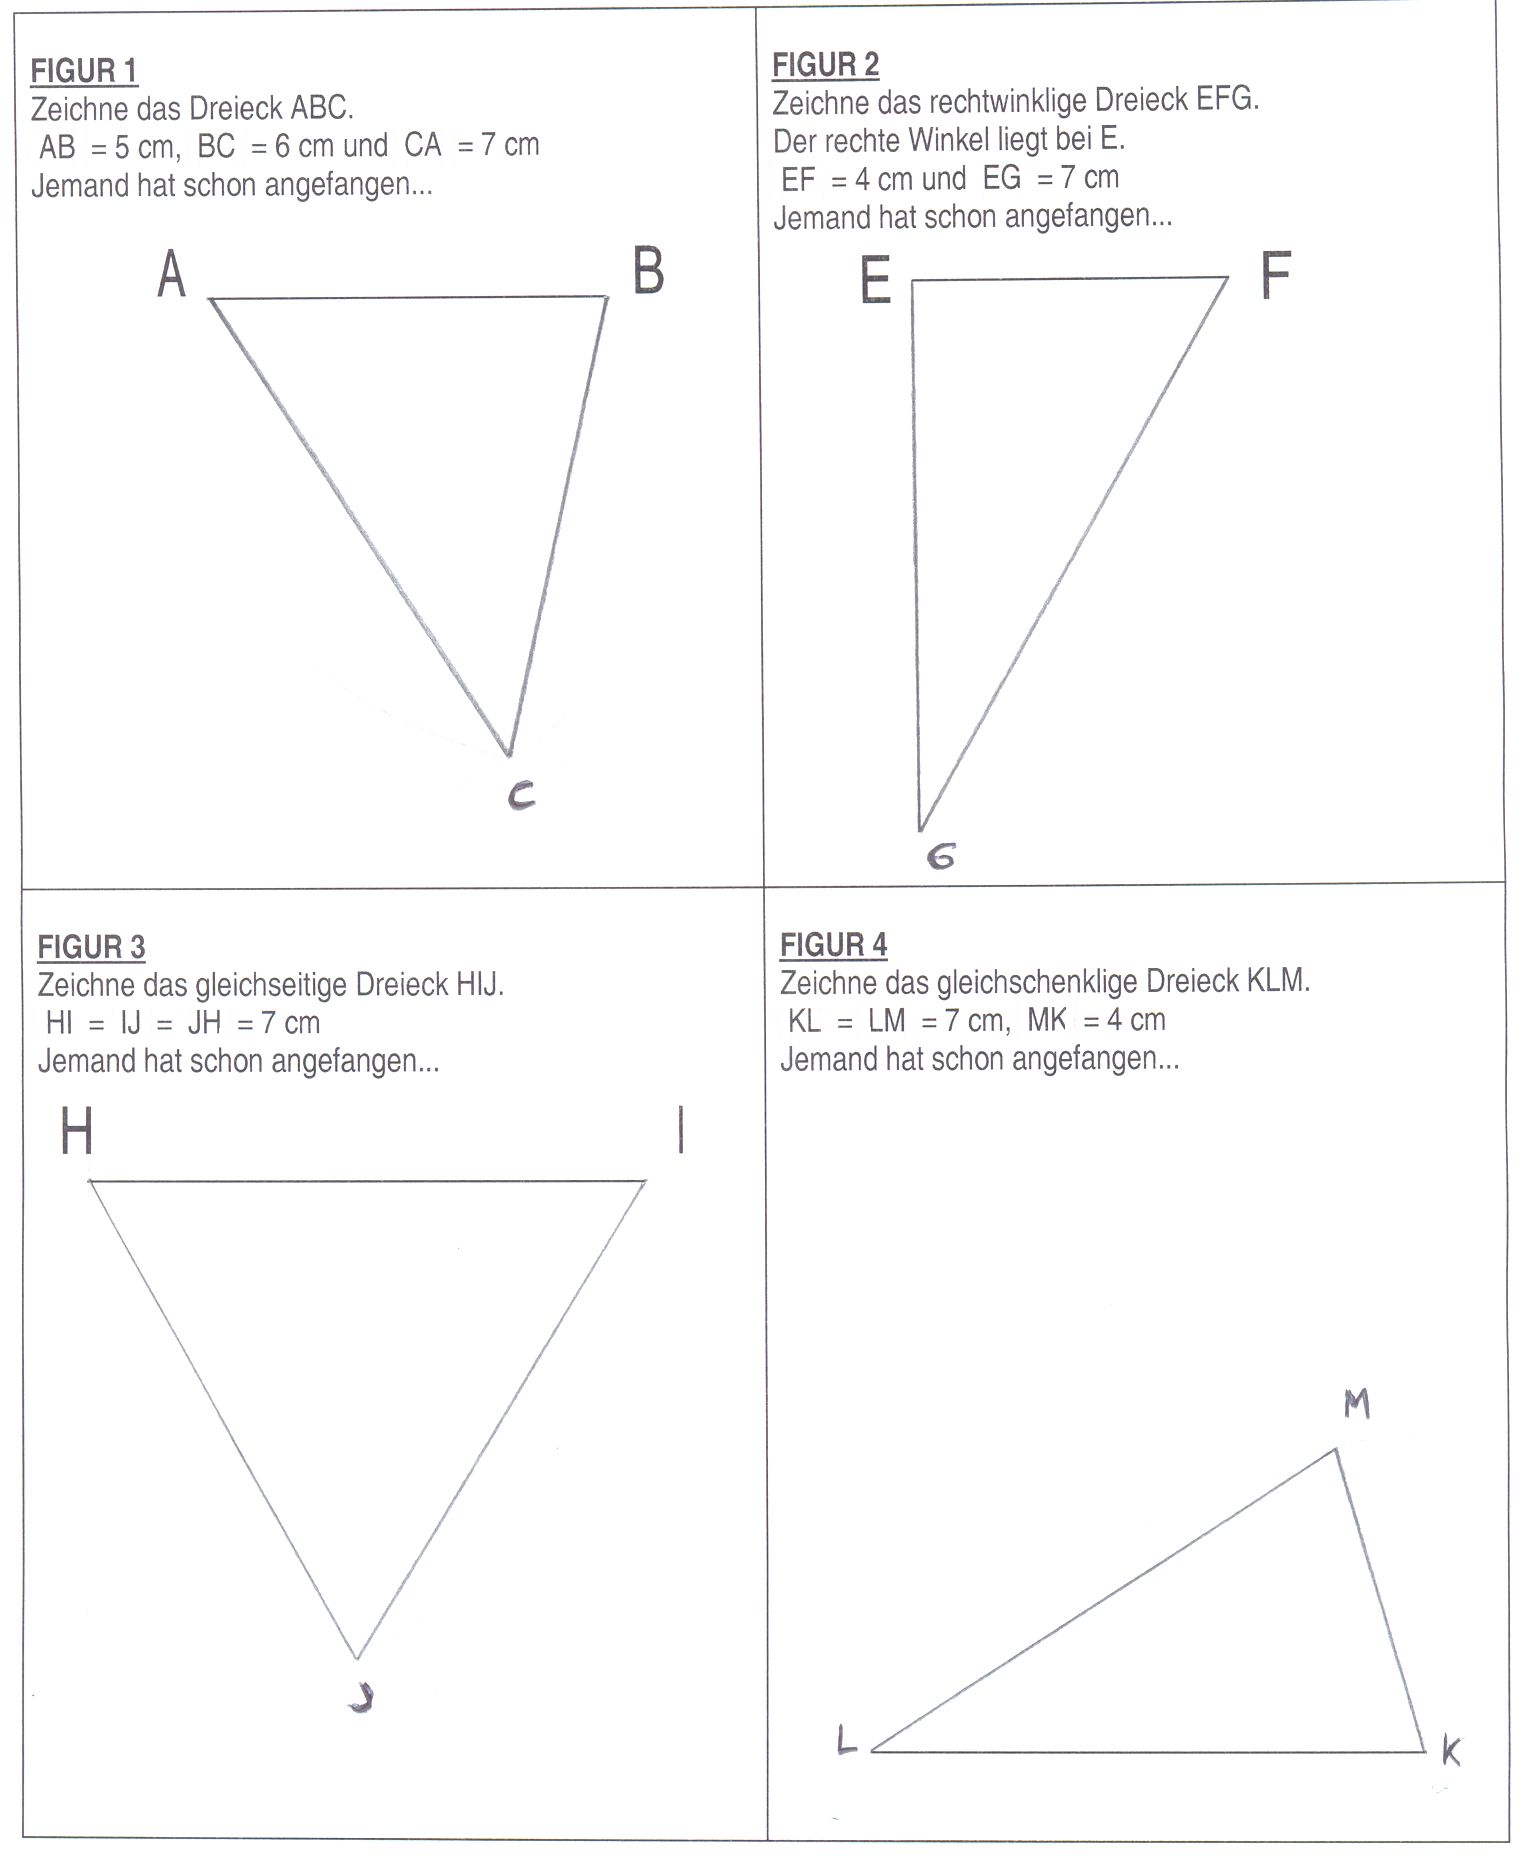 FIGUR 1
Zeichne das Dreieck ABC.
AB = 5 cm, BC = 6 cm und CA = 7 cm
Jemand hat schon angefangen...
A
B
C
FIGUR 2
Zeichne das rechtwinklige Dreieck EFG.
Der rechte Winkel liegt bei E.
EF = 4 cm und EG = 7 cm
Jemand hat schon angefangen...
E
F
G
FIGUR 3
Zeichne das gleichseitige Dreieck HIJ.
HI = IJ = JH = 7 cm
Jemand hat schon angefangen...
H
I
J
FIGUR 4
Zeichne das gleichschenklige Dreieck KLM.
KL = LM = 7 cm, MK = 4 cm
Jemand hat schon angefangen...
M
L
K